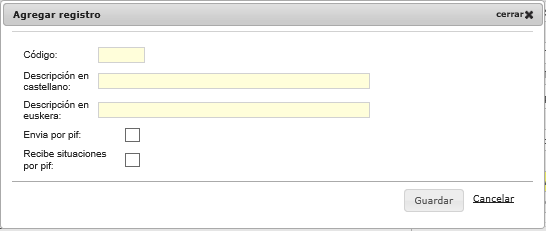 Agregar registro
cerrar
Código:
Descripción en
castellano:
Descripción en
euskera:
Envia por pif:
Recibe situaciones
por pif:
Guardar
Cancelar